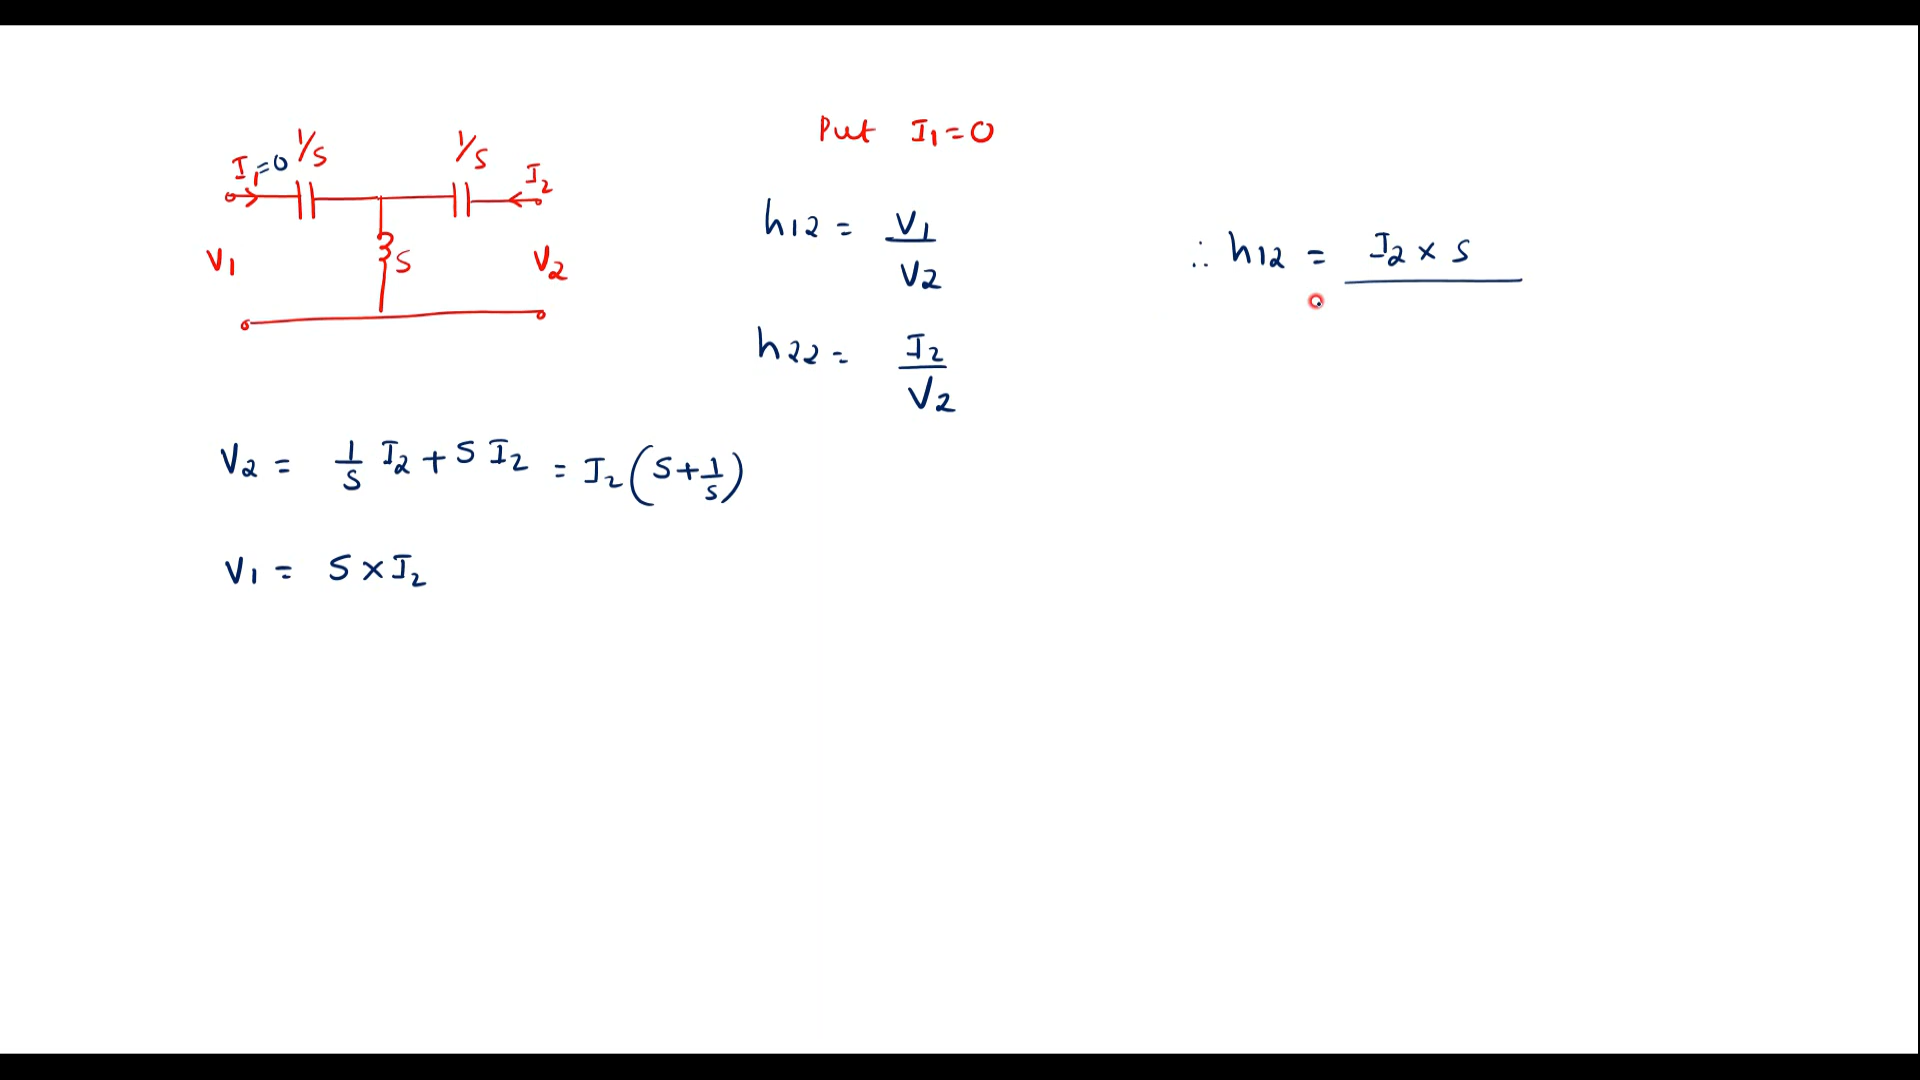 Put I1=0
I1=0 1/S 1/S I2
V1 S V2
h12 = V1/V2
h22 = I2/V2
V2 = 1/S I2 + S I2 = I2(S+1/S)
V1 = S×I2
∴ h12 = I2 × S